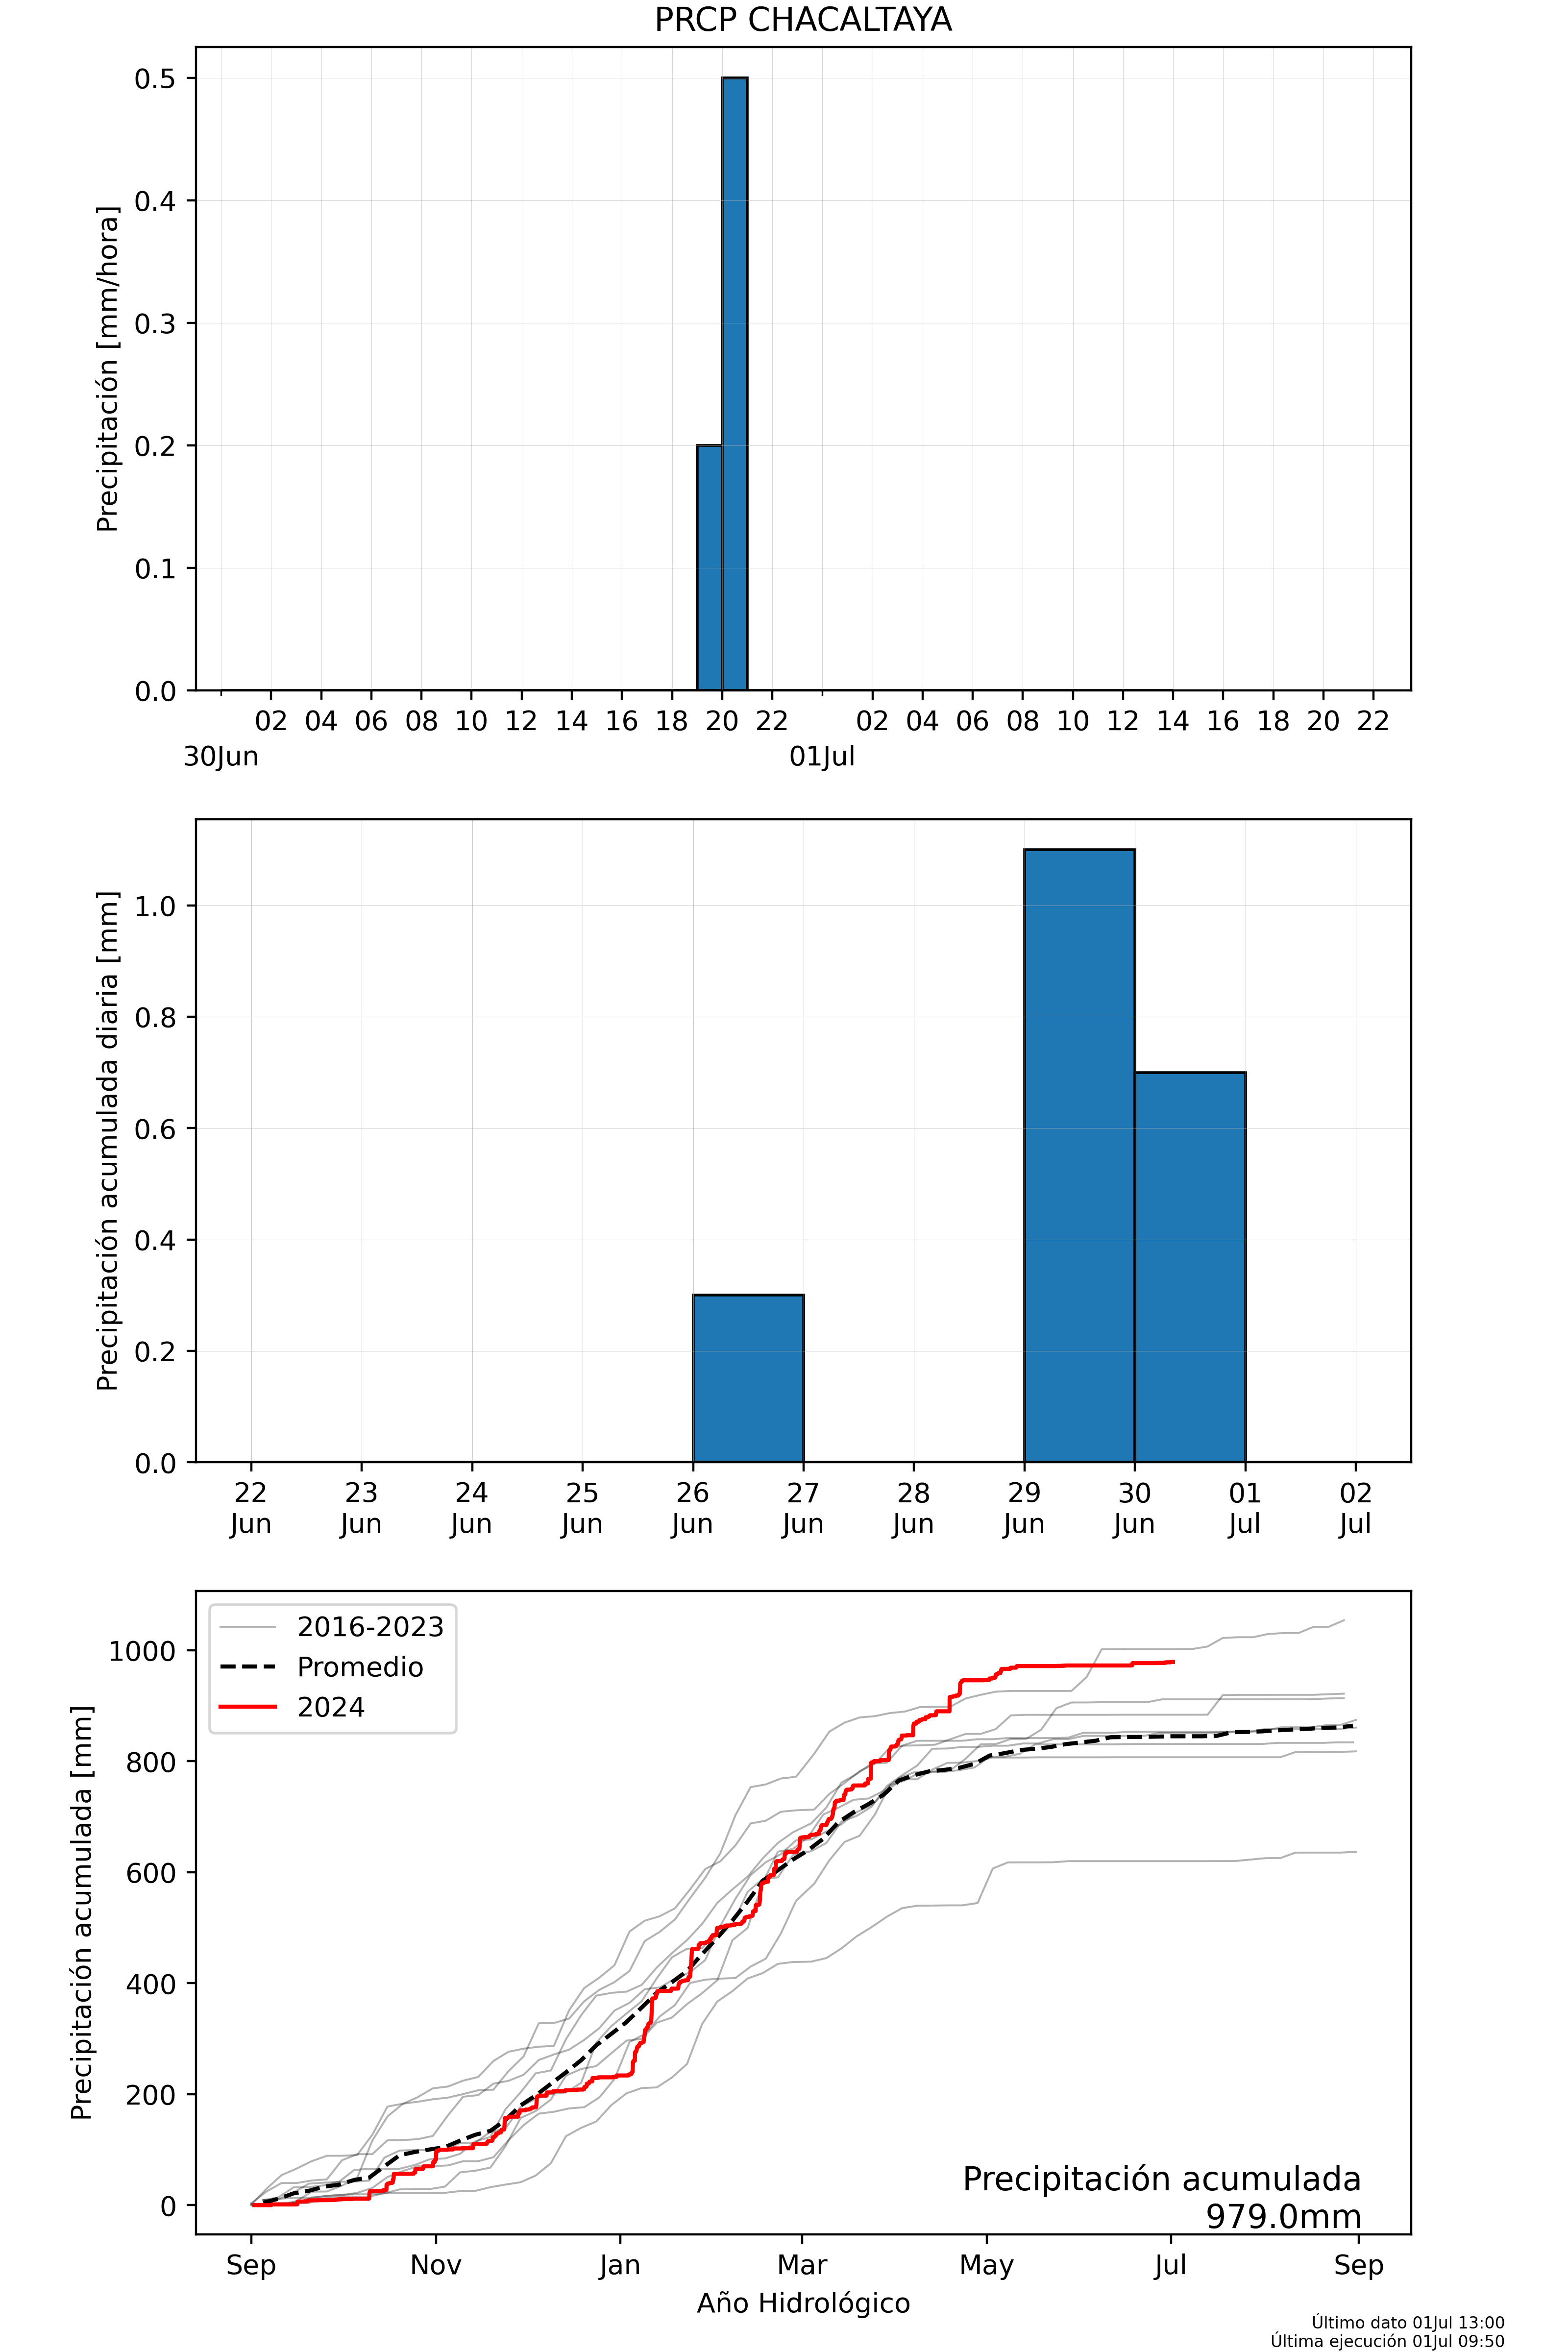 PRCP CHACALTAYA
Precipitación [mm/hora]
0.5
0.4
0.3
0.2
0.1
0.0
02 04 06 08 10 12 14 16 18 20 22 02 04 06 08 10 12 14 16 18 20 22
30Jun 01Jul
Precipitación acumulada diaria [mm]
1.0
0.8
0.6
0.4
0.2
0.0
22 23 24 25 26 27 28 29 30 01 02
Jun Jun Jun Jun Jun Jun Jun Jun Jun Jul Jul
Precipitación acumulada [mm]
1000
800
600
400
200
0
2016-2023
Promedio
2024
Precipitación acumulada
979.0mm
Sep Nov Jan Mar May Jul Sep
Año Hidrológico
Último dato 01Jul 13:00
Última ejecución 01Jul 09:50